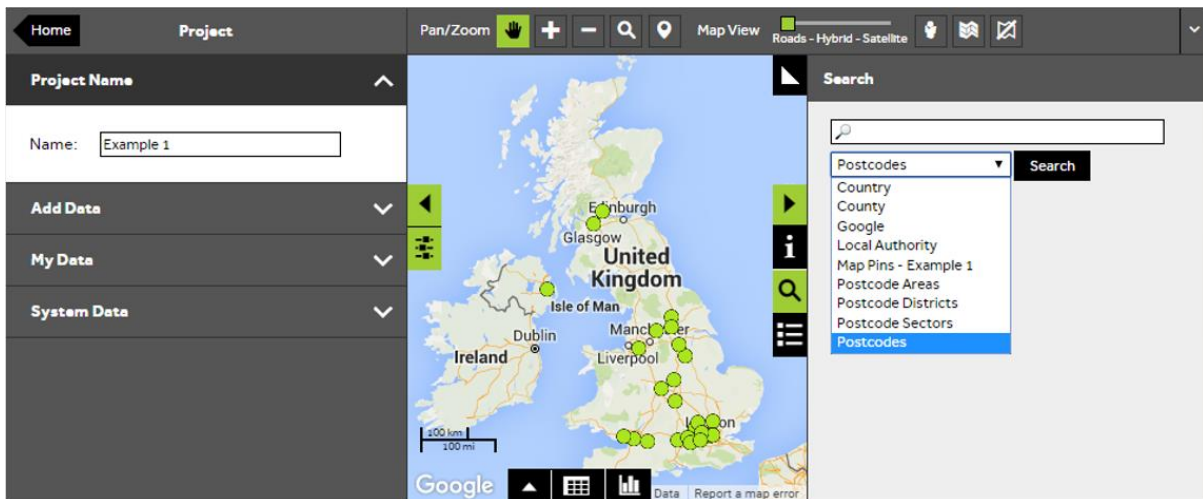 Home
Project
Pan/Zoom
Map View
Roads - Hybrid - Satellite
Project Name
Name:
Example 1
Add Data
My Data
System Data
Edinburgh
Glasgow
United
Kingdom
Isle of Man
Dublin
Manchester
Ireland
Liverpool
London
100 km
100 mi
Google
Data
Report a map error
i
Search
Postcodes
Search
Country
County
Google
Local Authority
Map Pins - Example 1
Postcode Areas
Postcode Districts
Postcode Sectors
Postcodes